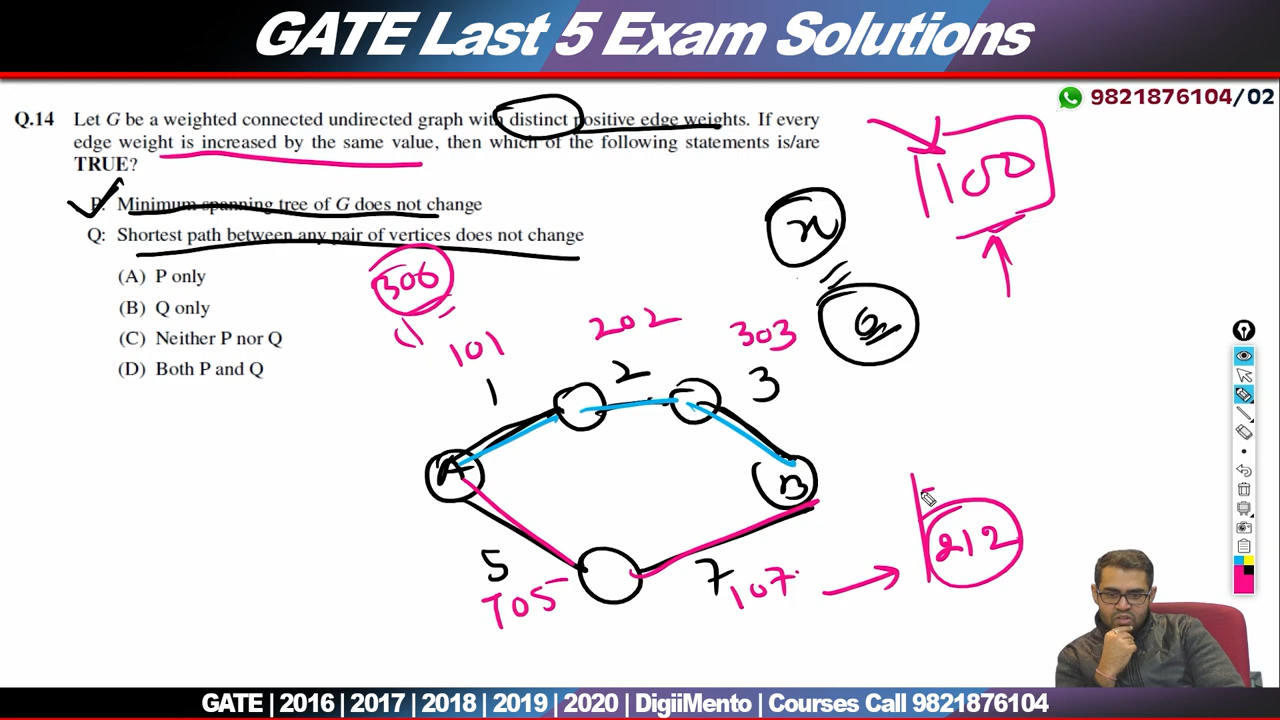 GATE Last 5 Exam Solutions
9821876104/02
Q.14 Let G be a weighted connected undirected graph with distinct positive edge weights. If every
edge weight is increased by the same value, then which of the following statements is/are
TRUE?
P: Minimum spanning tree of G does not change
Q: Shortest path between any pair of vertices does not change
(A) P only
(B) Q only
(C) Neither P nor Q
(D) Both P and Q
100
306
101
202
303
1
2
3
A
B
5
7
105
107
212
GATE | 2016 | 2017 | 2018 | 2019 | 2020 | DigiiMento | Courses Call 9821876104